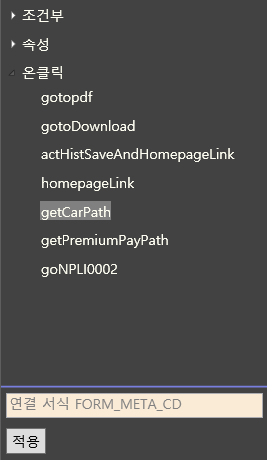 조건부
속성
온클릭
gotopdf
gotoDownload
actHistSaveAndHomepageLink
homepageLink
getCarPath
getPremiumPayPath
goNPLI0002
연결 서식 FORM_META_CD
적용